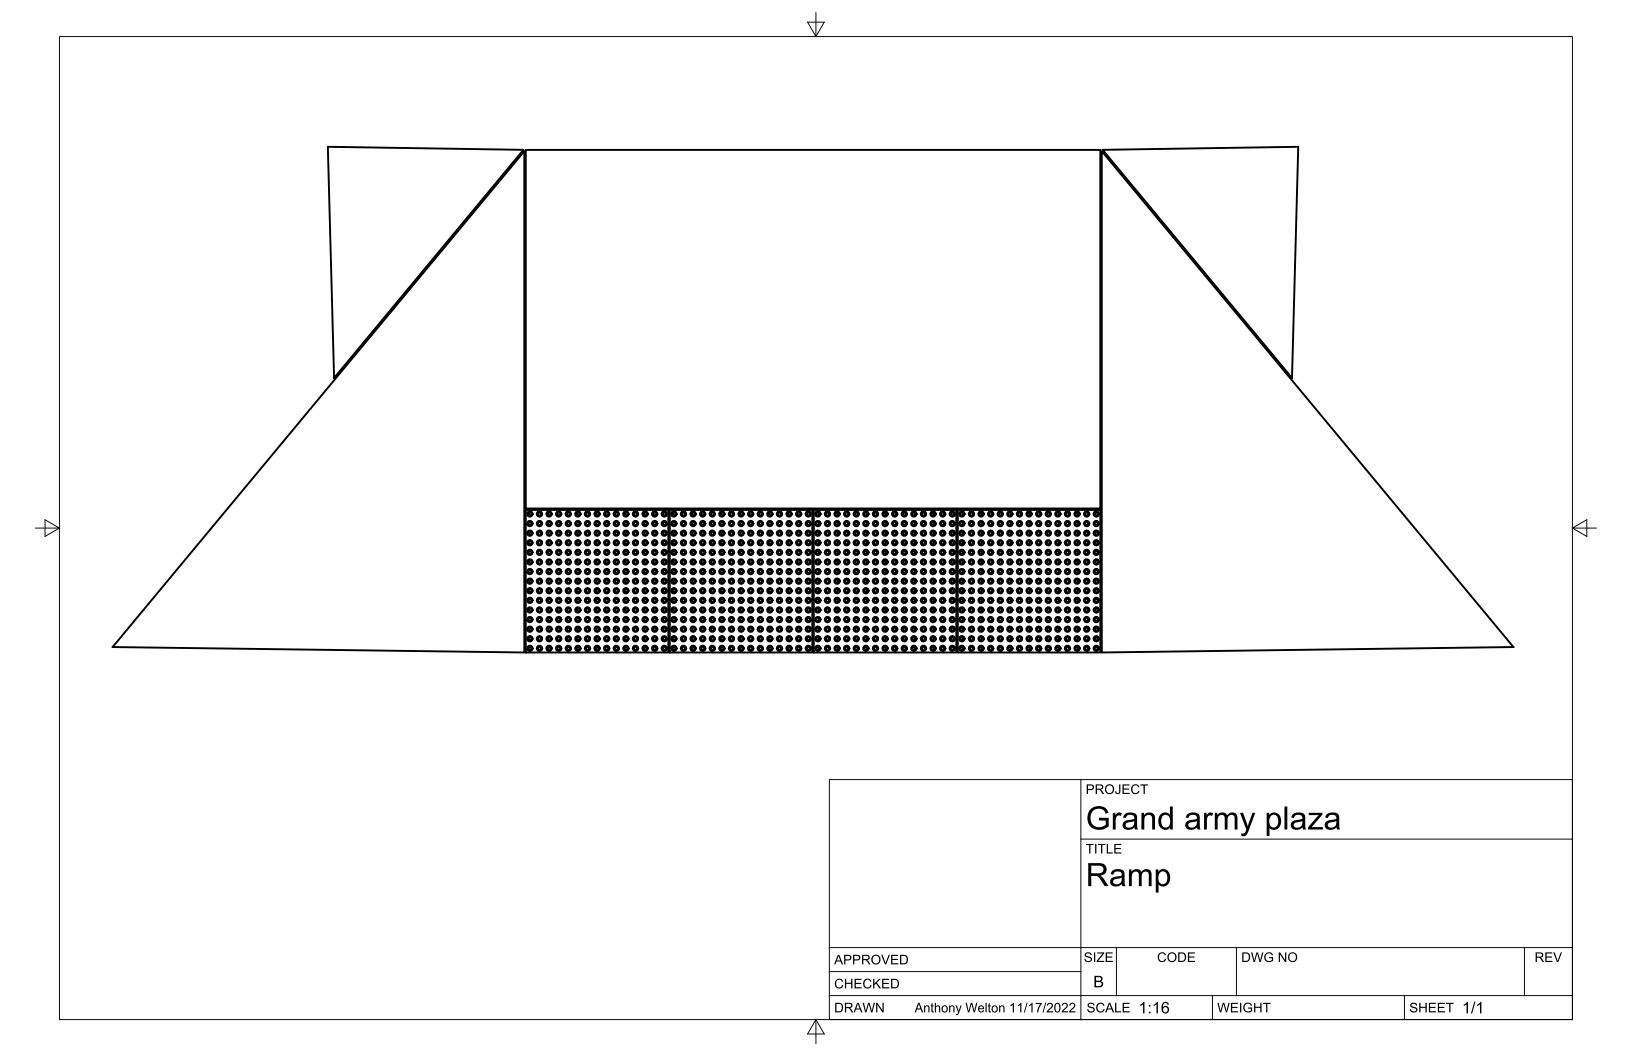 PROJECT
Grand army plaza
TITLE
Ramp
APPROVED
CHECKED
DRAWN Anthony Welton 11/17/2022
SIZE
B
CODE
DWG NO
REV
SCALE 1:16
WEIGHT
SHEET 1/1